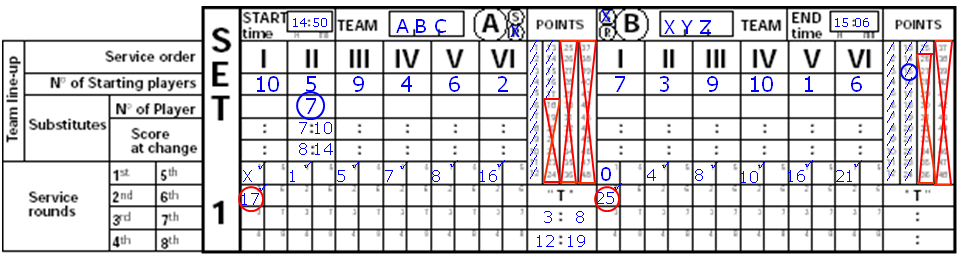 SET 1
START time 14:50 TEAM ABC A S R POINTS X R B XYZ TEAM END time 15:06 POINTS
Team line-up
Service order I II III IV V VI I II III IV V VI
Nº of Starting players 10 5 9 4 6 2 7 3 9 10 1 6
Substitutes
Nº of Player 7
Score at change : 7:10 : : : : : : : : : :
: 8:14 : : : : : : : : : :
Service rounds
1st 5th X 1 5 7 8 16 0 4 8 10 16 21
2nd 6th 17 "T" 25 "T"
3rd 7th 3 : 8 :
4th 8th 12:19 :